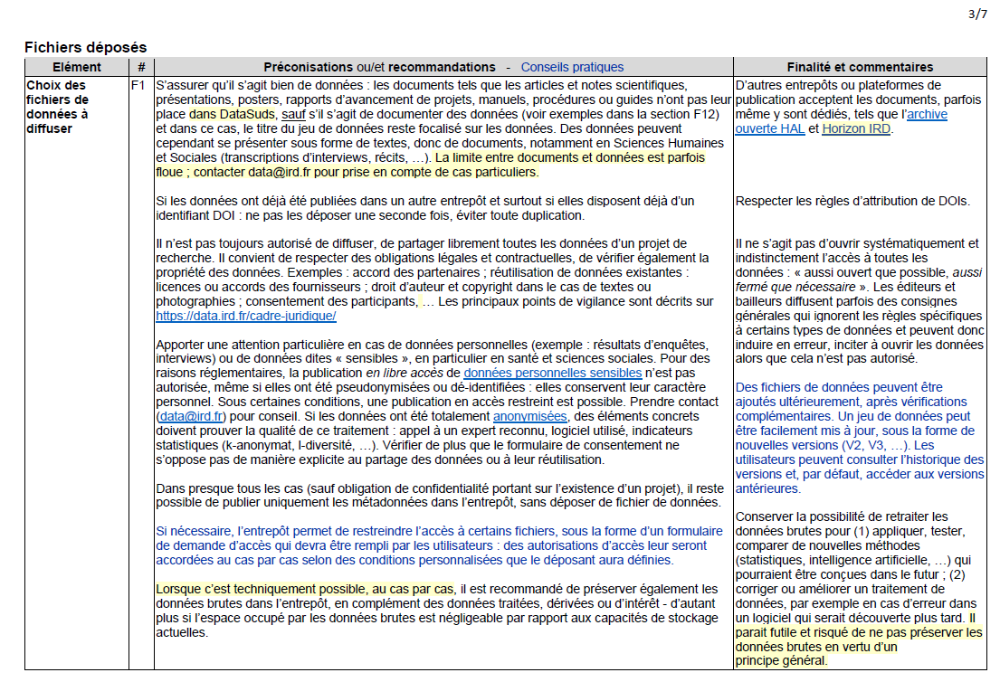 3/7
Fichiers déposés
Elément # Préconisations ou/et recommandations - Conseils pratiques Finalité et commentaires
Choix des
fichiers de
données à
diffuser
F1
S’assurer qu’il s’agit bien de données : les documents tels que les articles et notes scientifiques,
présentations, posters, rapports d’avancement de projets, manuels, procédures ou guides n’ont pas leur
place dans DataSuds, sauf s’il s’agit de documenter des données (voir exemples dans la section F12)
et dans ce cas, le titre du jeu de données reste focalisé sur les données. Des données peuvent
cependant se présenter sous forme de textes, donc de documents, notamment en Sciences Humaines
et Sociales (transcriptions d’interviews, récits, …). La limite entre documents et données est parfois
floue ; contacter data@ird.fr pour prise en compte de cas particuliers.
Si les données ont déjà été publiées dans un autre entrepôt et surtout si elles disposent déjà d’un
identifiant DOI : ne pas les déposer une seconde fois, éviter toute duplication.
Il n’est pas toujours autorisé de diffuser, de partager librement toutes les données d’un projet de
recherche. Il convient de respecter des obligations légales et contractuelles, de vérifier également la
propriété des données. Exemples : accord des partenaires ; réutilisation de données existantes :
licences ou accords des fournisseurs ; droit d’auteur et copyright dans le cas de textes ou
photographies ; consentement des participants, … Les principaux points de vigilance sont décrits sur
https://data.ird.fr/cadre-juridique/
Apporter une attention particulière en cas de données personnelles (exemple : résultats d’enquêtes,
interviews) ou de données dites « sensibles », en particulier en santé et sciences sociales. Pour des
raisons réglementaires, la publication en libre accès de données personnelles sensibles n’est pas
autorisée, même si elles ont été pseudonymisées ou dé-identifiées : elles conservent leur caractère
personnel. Sous certaines conditions, une publication en accès restreint est possible. Prendre contact
(data@ird.fr) pour conseil. Si les données ont été totalement anonymisées, des éléments concrets
doivent prouver la qualité de ce traitement : appel à un expert reconnu, logiciel utilisé, indicateurs
statistiques (k-anonymat, l-diversité, …). Vérifier de plus que le formulaire de consentement ne
s’oppose pas de manière explicite au partage des données ou à leur réutilisation.
Dans presque tous les cas (sauf obligation de confidentialité portant sur l’existence d’un projet), il reste
possible de publier uniquement les métadonnées dans l’entrepôt, sans déposer de fichier de données.
Si nécessaire, l’entrepôt permet de restreindre l’accès à certains fichiers, sous la forme d’un formulaire
de demande d’accès qui devra être rempli par les utilisateurs : des autorisations d’accès leur seront
accordées au cas par cas selon des conditions personnalisées que le déposant aura définies.
Lorsque c’est techniquement possible, au cas par cas, il est recommandé de préserver également les
données brutes dans l’entrepôt, en complément des données traitées, dérivées ou d’intérêt - d’autant
plus si l’espace occupé par les données brutes est négligeable par rapport aux capacités de stockage
actuelles.
D’autres entrepôts ou plateformes de
publication acceptent les documents, parfois
même y sont dédiés, tels que l’archive
ouverte HAL et Horizon IRD.
Respecter les règles d’attribution de DOIs.
Il ne s’agit pas d’ouvrir systématiquement et
indistinctement l’accès à toutes les
données : « aussi ouvert que possible, aussi
fermé que nécessaire ». Les éditeurs et
bailleurs diffusent parfois des consignes
générales qui ignorent les règles spécifiques
à certains types de données et peuvent donc
induire en erreur, inciter à ouvrir les données
alors que cela n’est pas autorisé.
Des fichiers de données peuvent être
ajoutés ultérieurement, après vérifications
complémentaires. Un jeu de données peut
être facilement mis à jour, sous la forme de
nouvelles versions (V2, V3, …). Les
utilisateurs peuvent consulter l’historique des
versions et, par défaut, accéder aux versions
antérieures.
Conserver la possibilité de retraiter les
données brutes pour (1) appliquer, tester,
comparer de nouvelles méthodes
(statistiques, intelligence artificielle, …) qui
pourraient être conçues dans le futur ; (2)
corriger ou améliorer un traitement de
données, par exemple en cas d’erreur dans
un logiciel qui serait découverte plus tard. Il
parait futile et risqué de ne pas préserver les
données brutes en vertu d’un
principe général.